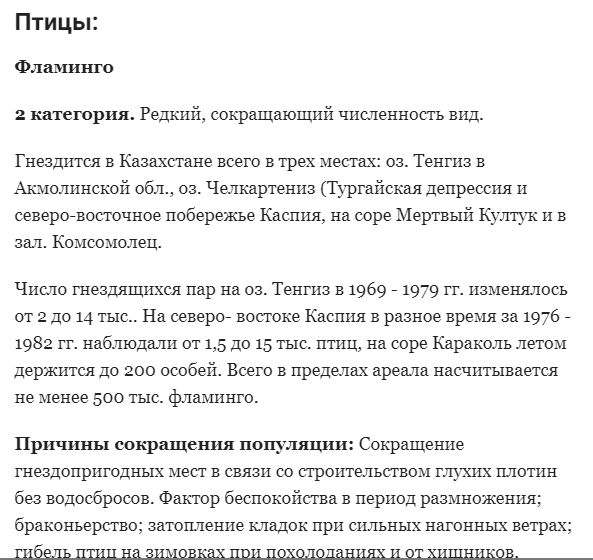 Птицы:
Фламинго
2 категория. Редкий, сокращающий численность вид.
Гнездится в Казахстане всего в трех местах: оз. Тенгиз в
Акмолинской обл., оз. Челкартениз (Тургайская депрессия и
северо-восточное побережье Каспия, на соре Мертвый Култук и в
зал. Комсомолец.
Число гнездящихся пар на оз. Тенгиз в 1969 - 1979 гг. изменялось
от 2 до 14 тыс.. На северо- востоке Каспия в разное время за 1976 -
1982 гг. наблюдали от 1,5 до 15 тыс. птиц, на соре Караколь летом
держится до 200 особей. Всего в пределах ареала насчитывается
не менее 500 тыс. фламинго.
Причины сокращения популяции: Сокращение
гнездопригодных мест в связи со строительством глухих плотин
без водосбросов. Фактор беспокойства в период размножения;
браконьерство; затопление кладок при сильных нагонных ветрах;
гибель птиц на зимовках при похолоданиях и от хищников.